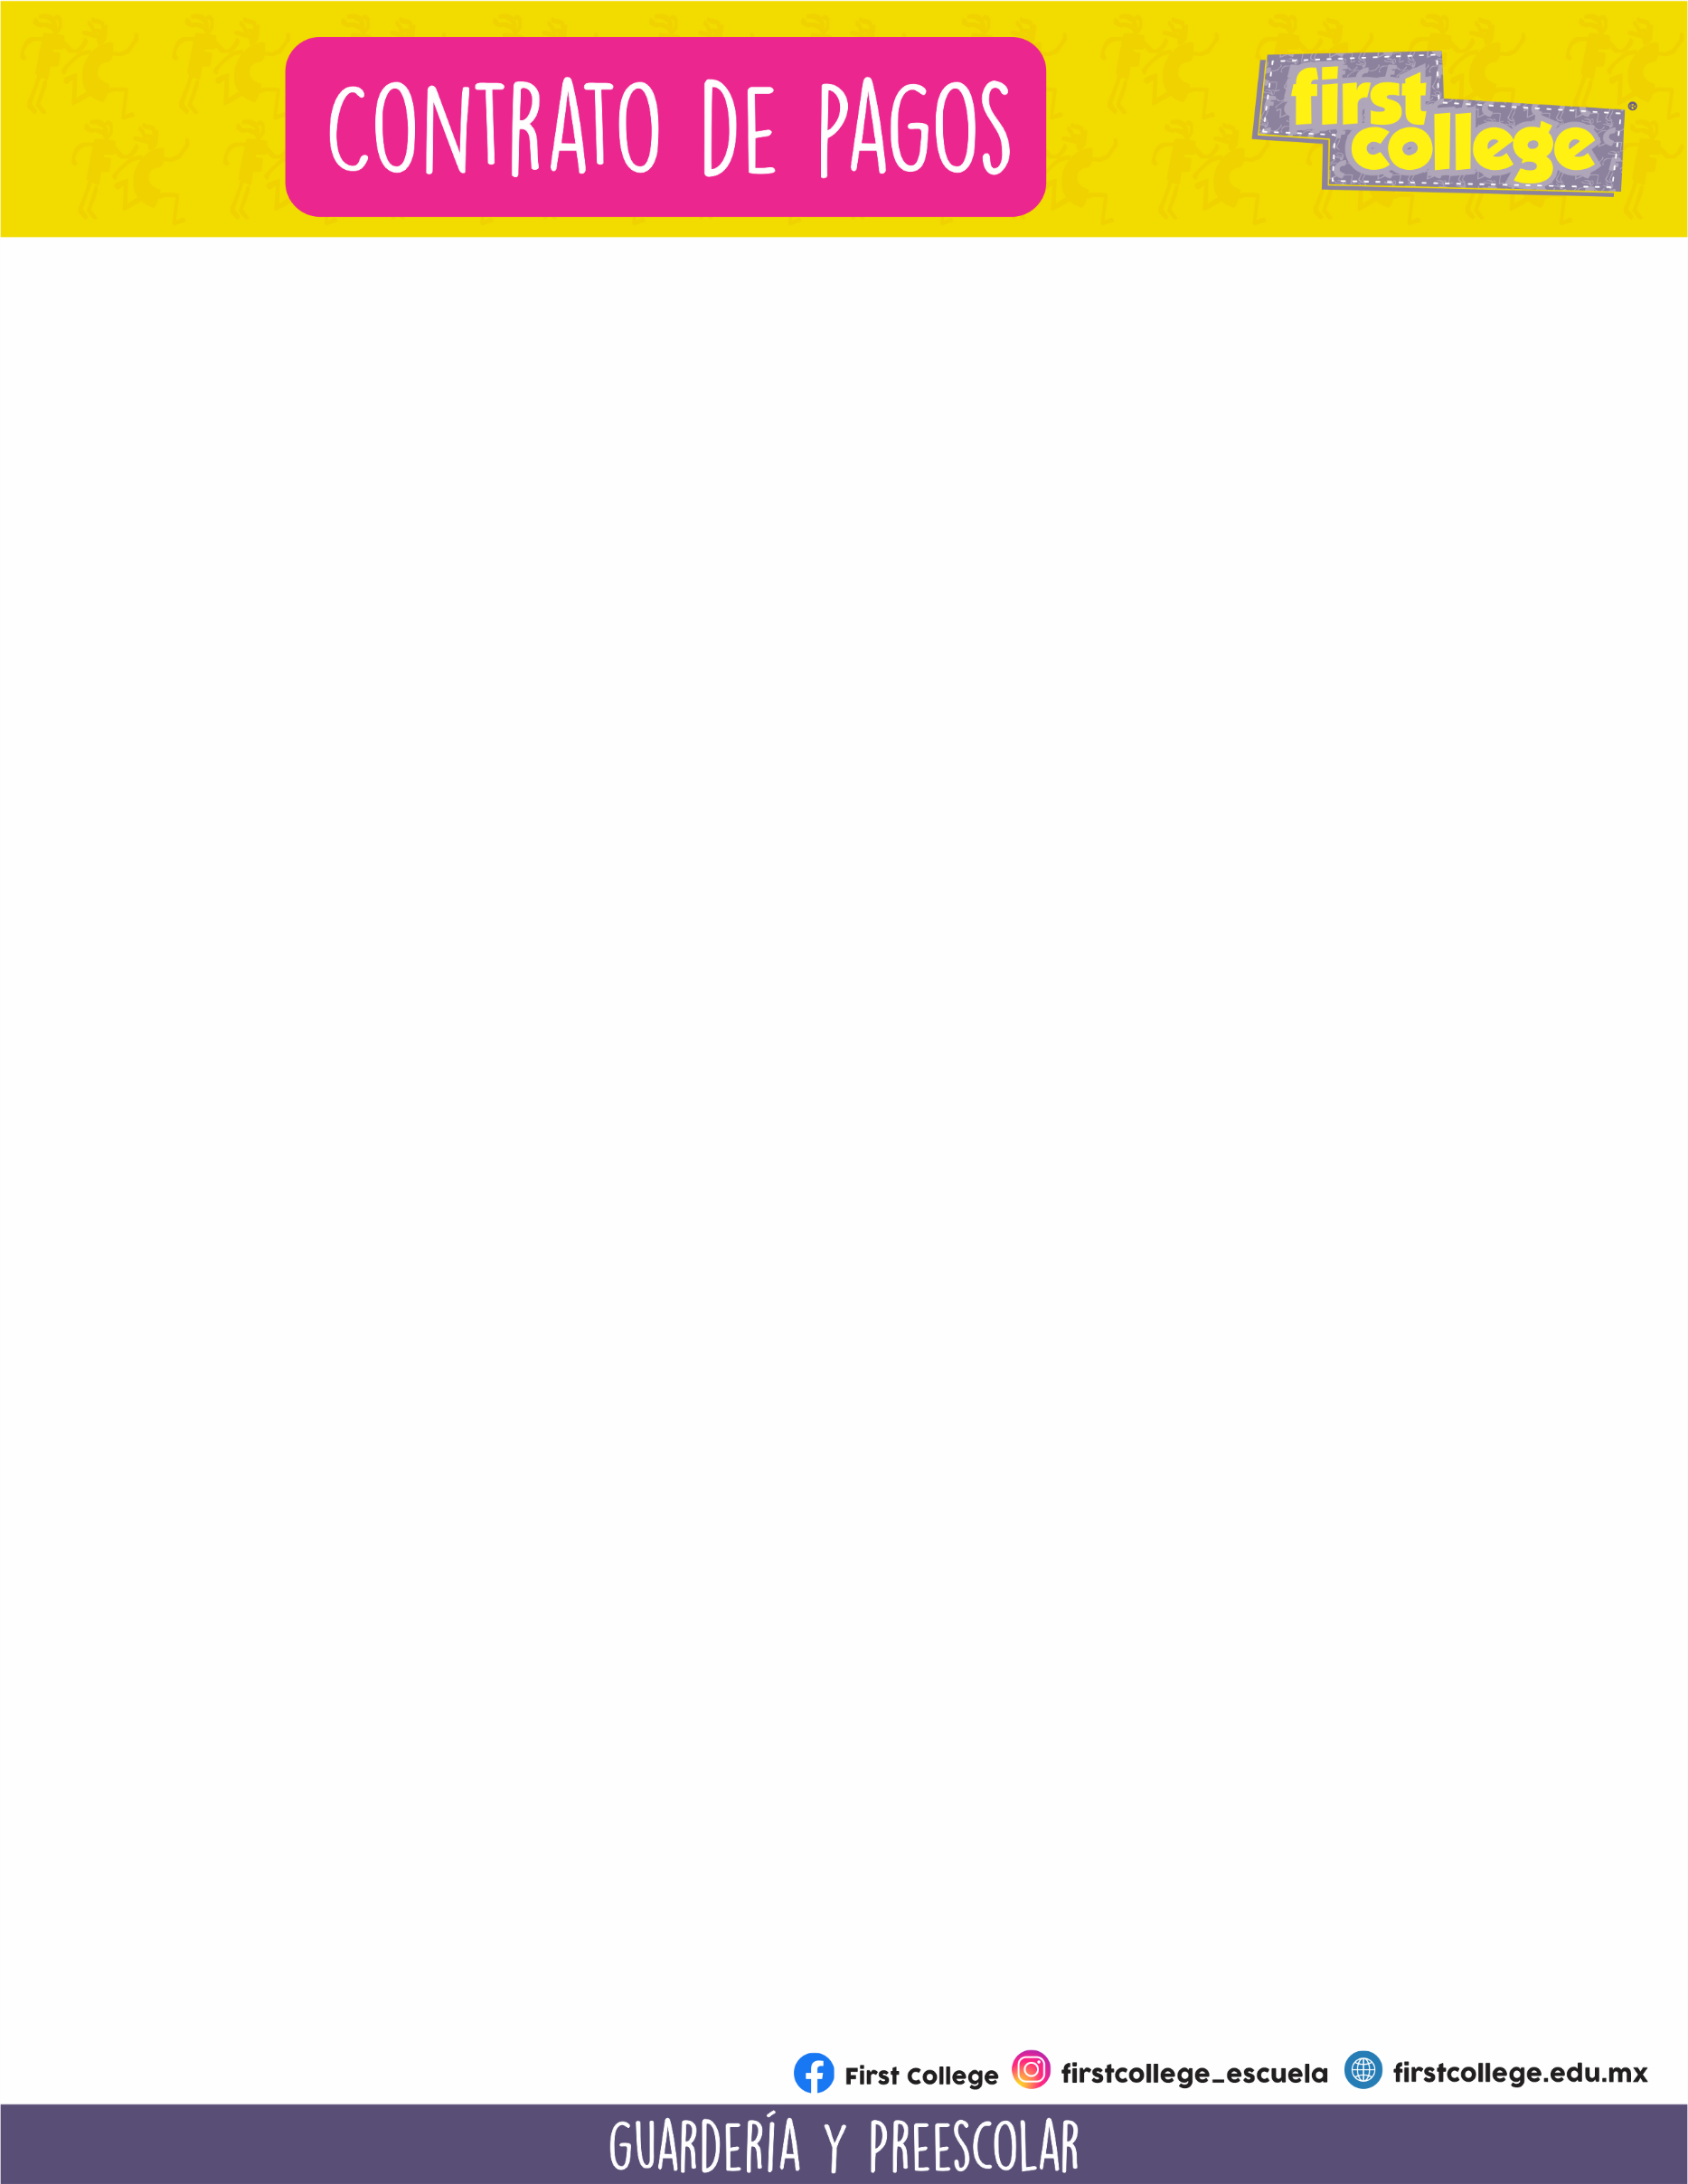 CONTRATO DE PAGOS
first
college®
First College firstcollege_escuela firstcollege.edu.mx
GUARDERÍA Y PREESCOLAR